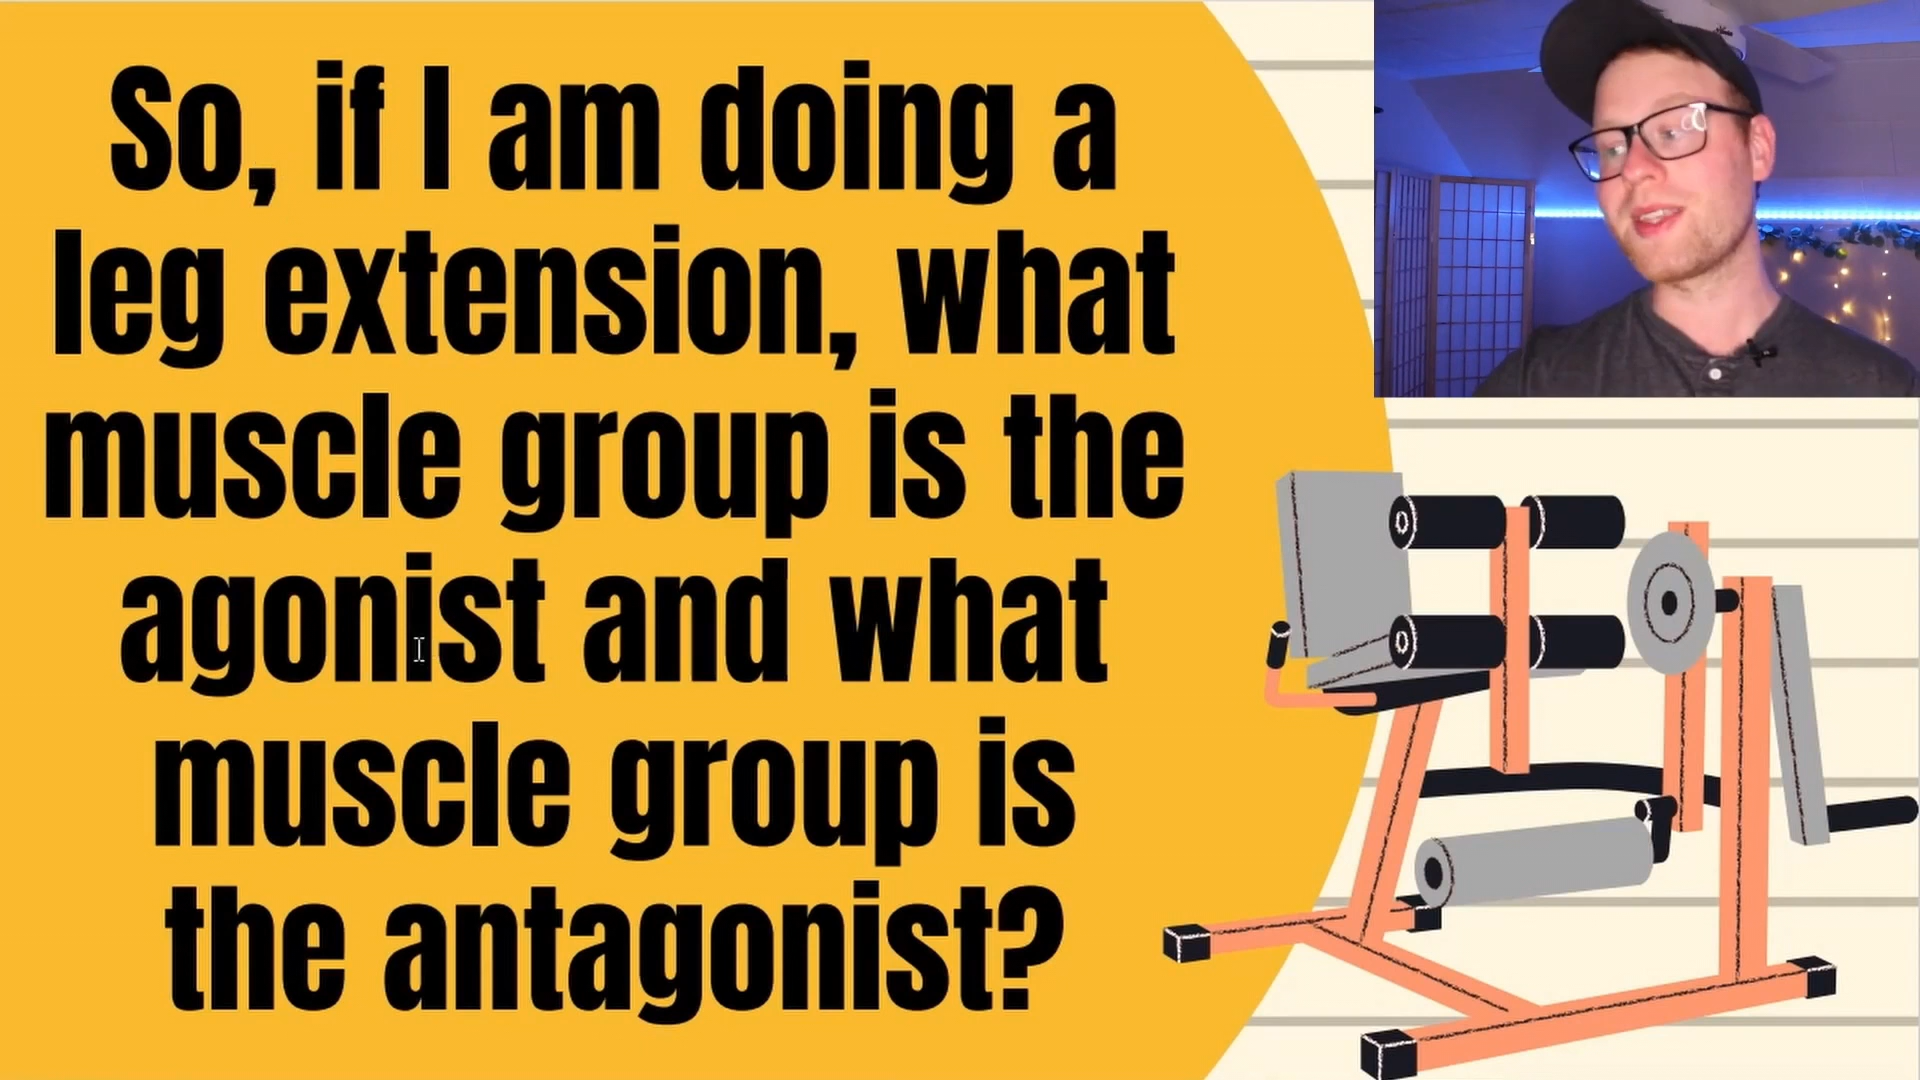 So, if I am doing a
leg extension, what
muscle group is the
agonist and what
muscle group is
the antagonist?